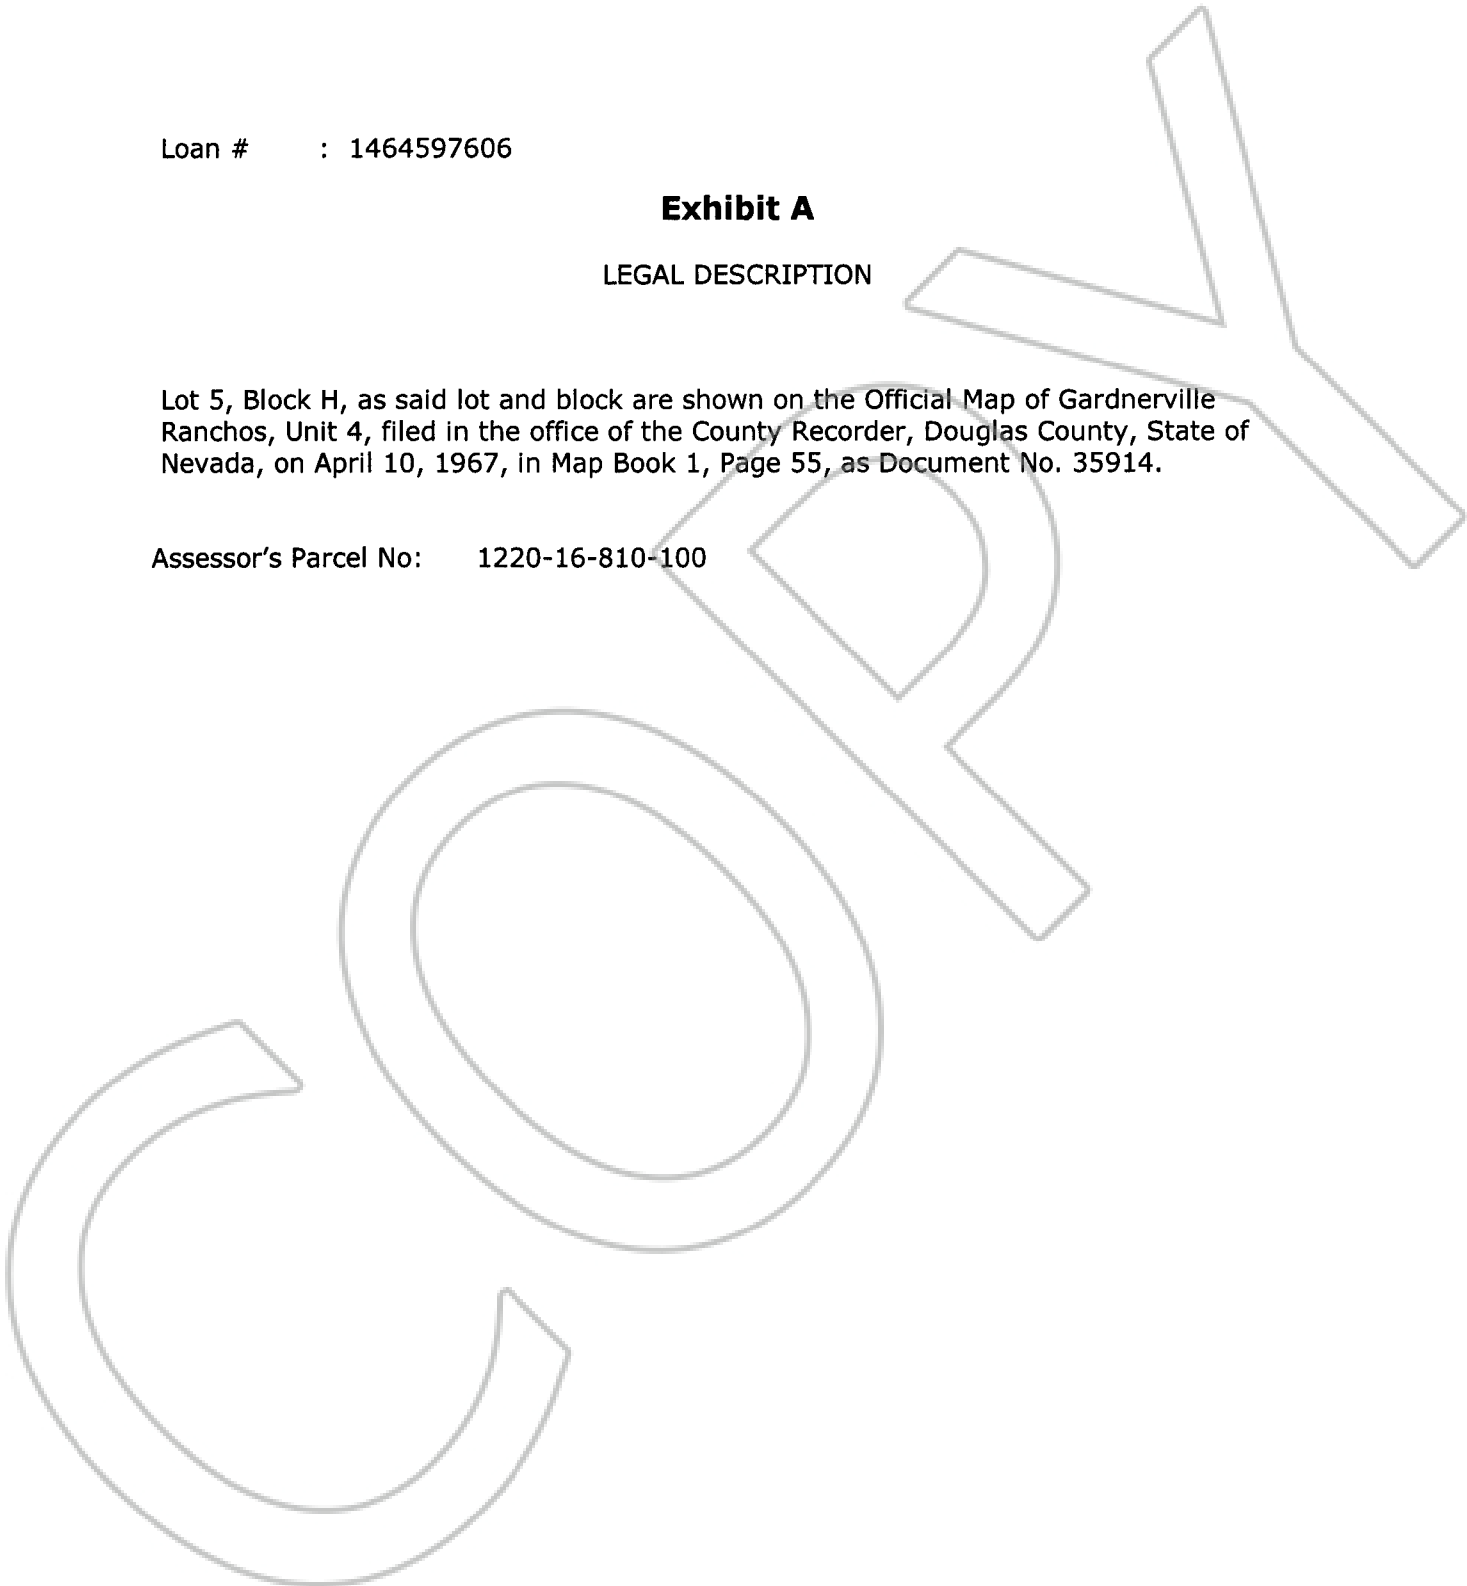 Loan # : 1464597606
Exhibit A
LEGAL DESCRIPTION
Lot 5, Block H, as said lot and block are shown on the Official Map of Gardnerville
Ranchos, Unit 4, filed in the office of the County Recorder, Douglas County, State of
Nevada, on April 10, 1967, in Map Book 1, Page 55, as Document No. 35914.
Assessor's Parcel No: 1220-16-810-100
COPY